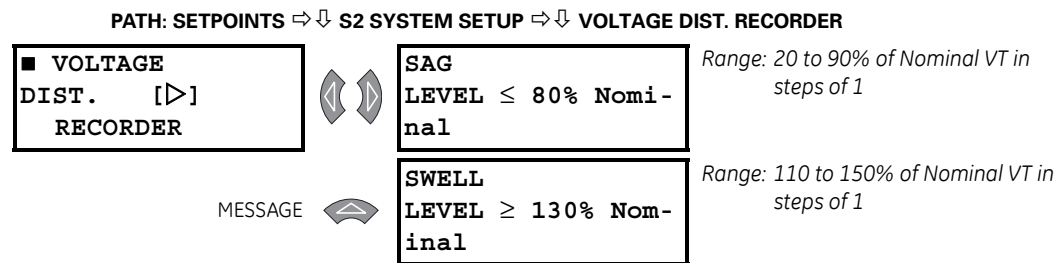 PATH: SETPOINTS ⇨⇩ S2 SYSTEM SETUP ⇨⇩ VOLTAGE DIST. RECORDER
■ VOLTAGE
DIST. [▷]
RECORDER
SAG
LEVEL ≤ 80% Nomi-
nal
Range: 20 to 90% of Nominal VT in
steps of 1
MESSAGE
SWELL
LEVEL ≥ 130% Nom-
inal
Range: 110 to 150% of Nominal VT in
steps of 1